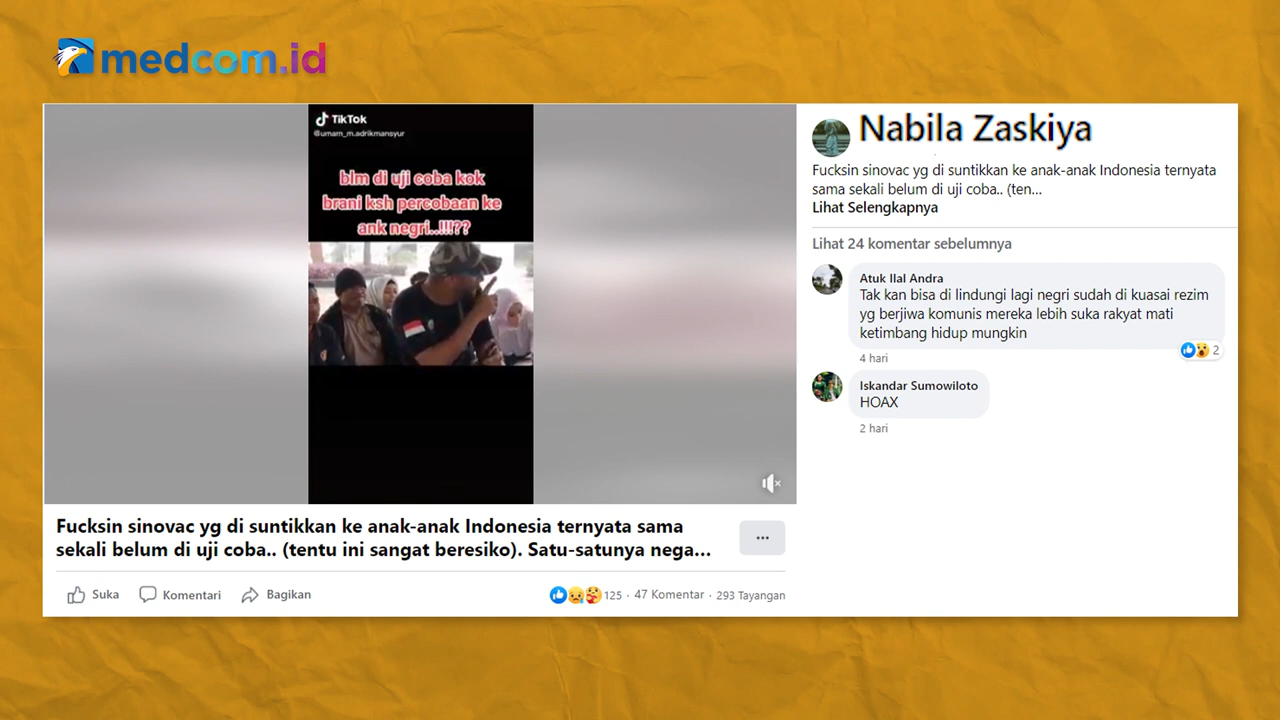 medcom.id
TikTok
@umam_m.adrikmansyur
blm di uji coba kok
brani ksh percobaan ke
ank negri..!!!??
Fucksin sinovac yg di suntikkan ke anak-anak Indonesia ternyata sama
sekali belum di uji coba.. (tentu ini sangat beresiko). Satu-satunya nega...
Suka
Komentari
Bagikan
125 · 47 Komentar · 293 Tayangan
Nabila Zaskiya
Fucksin sinovac yg di suntikkan ke anak-anak Indonesia ternyata
sama sekali belum di uji coba.. (ten...
Lihat Selengkapnya
Lihat 24 komentar sebelumnya
Atuk Ilal Andra
Tak kan bisa di lindungi lagi negri sudah di kuasai rezim
yg berjiwa komunis mereka lebih suka rakyat mati
ketimbang hidup mungkin
2
4 hari
Iskandar Sumowiloto
HOAX
2 hari